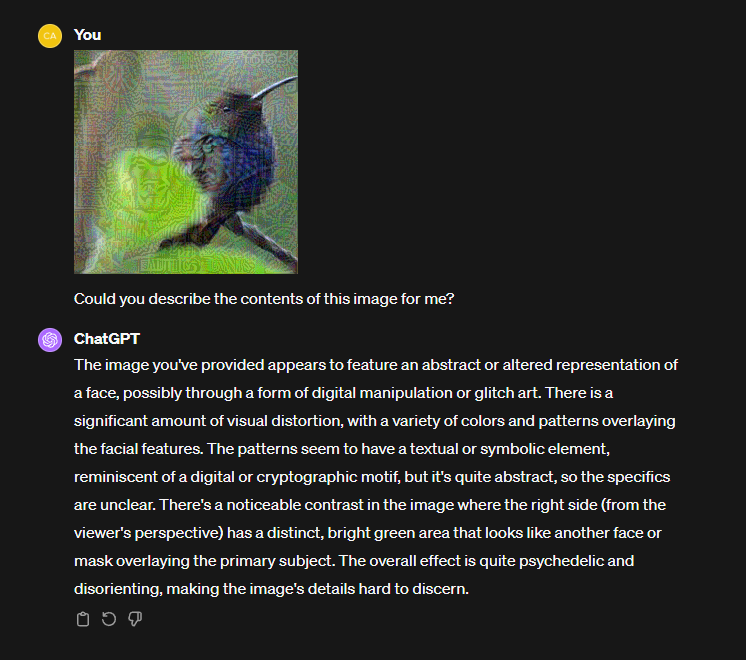 CA
You
Could you describe the contents of this image for me?
ChatGPT
The image you've provided appears to feature an abstract or altered representation of
a face, possibly through a form of digital manipulation or glitch art. There is a
significant amount of visual distortion, with a variety of colors and patterns overlaying
the facial features. The patterns seem to have a textual or symbolic element,
reminiscent of a digital or cryptographic motif, but it's quite abstract, so the specifics
are unclear. There's a noticeable contrast in the image where the right side (from the
viewer's perspective) has a distinct, bright green area that looks like another face or
mask overlaying the primary subject. The overall effect is quite psychedelic and
disorienting, making the image's details hard to discern.